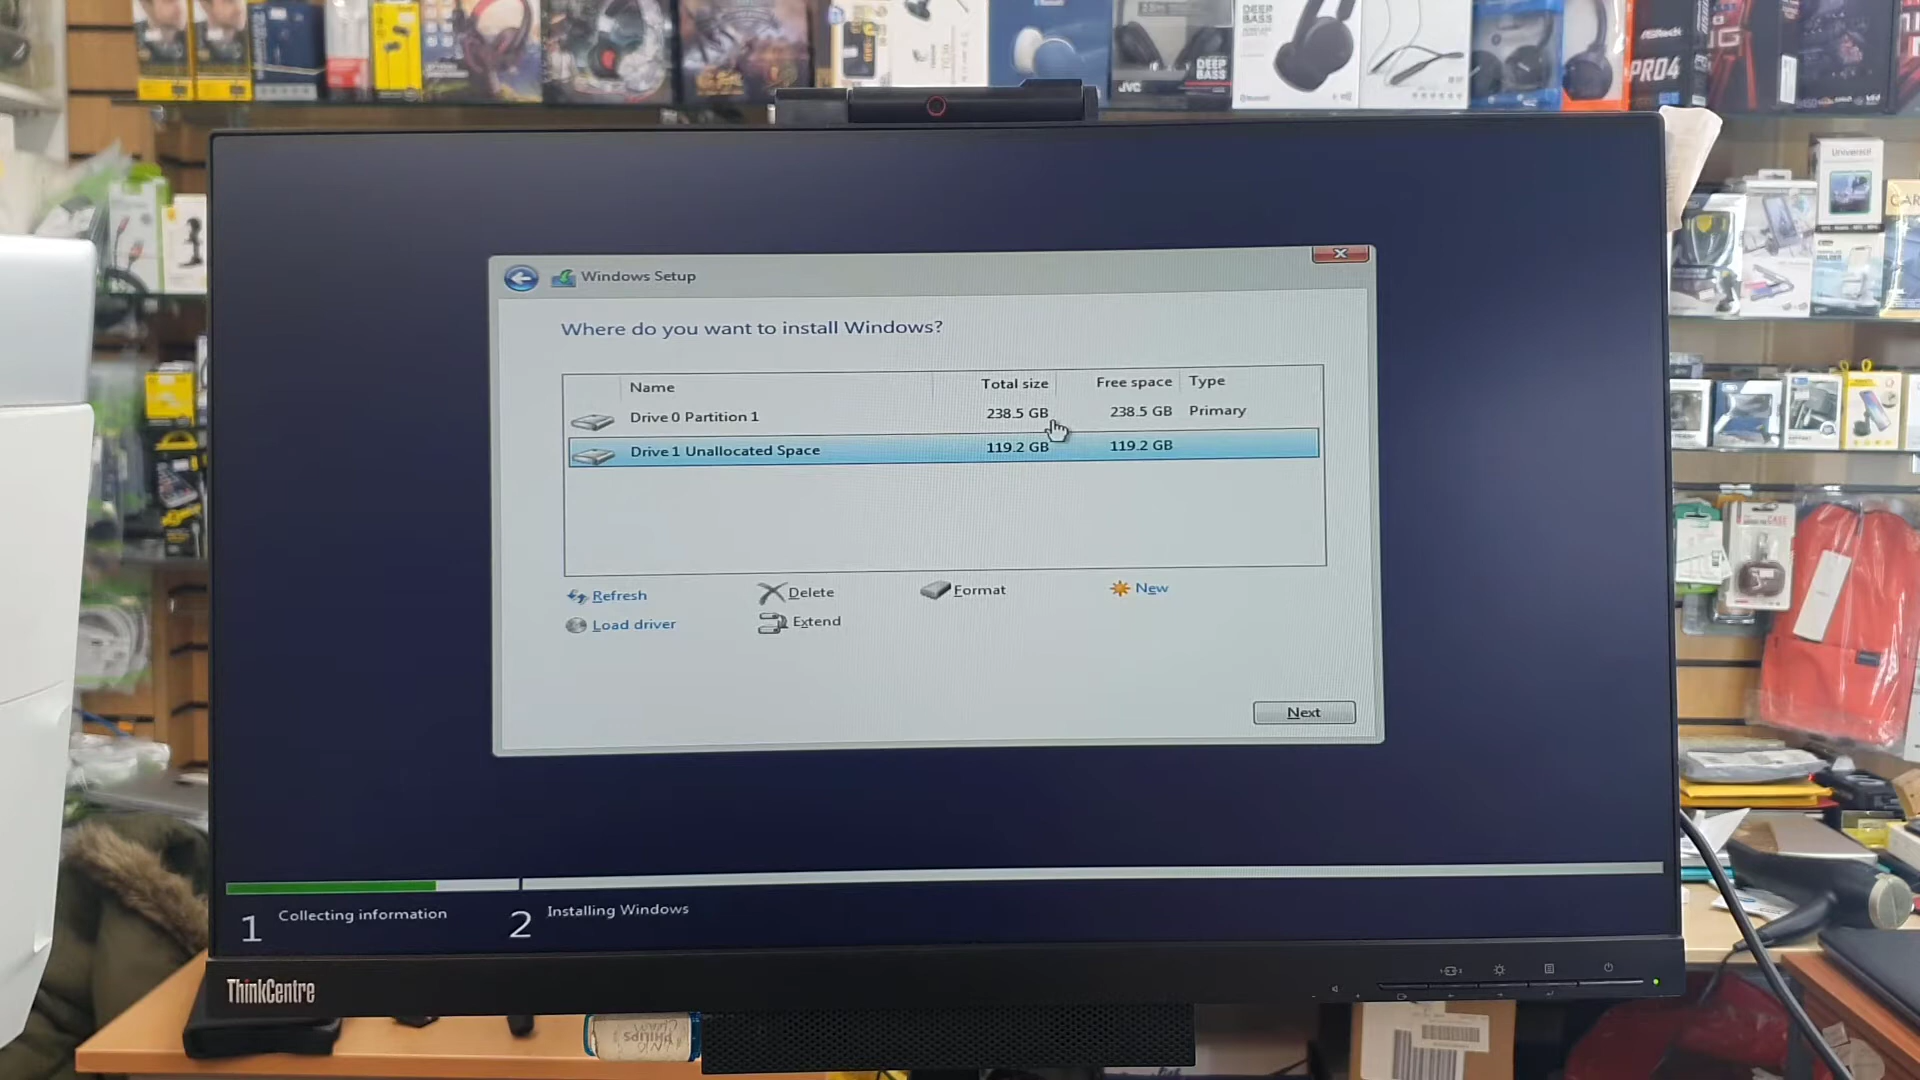 DEEP
BASS
JVC
DEEP
BASS
ASRock
PRO4
Universal
Windows Setup
Where do you want to install Windows?
Name Total size Free space Type
Drive 0 Partition 1 238.5 GB 238.5 GB Primary
Drive 1 Unallocated Space 119.2 GB 119.2 GB
Refresh Delete Format New
Load driver Extend
Next
1 Collecting information 2 Installing Windows
ThinkCentre
PHILIPS